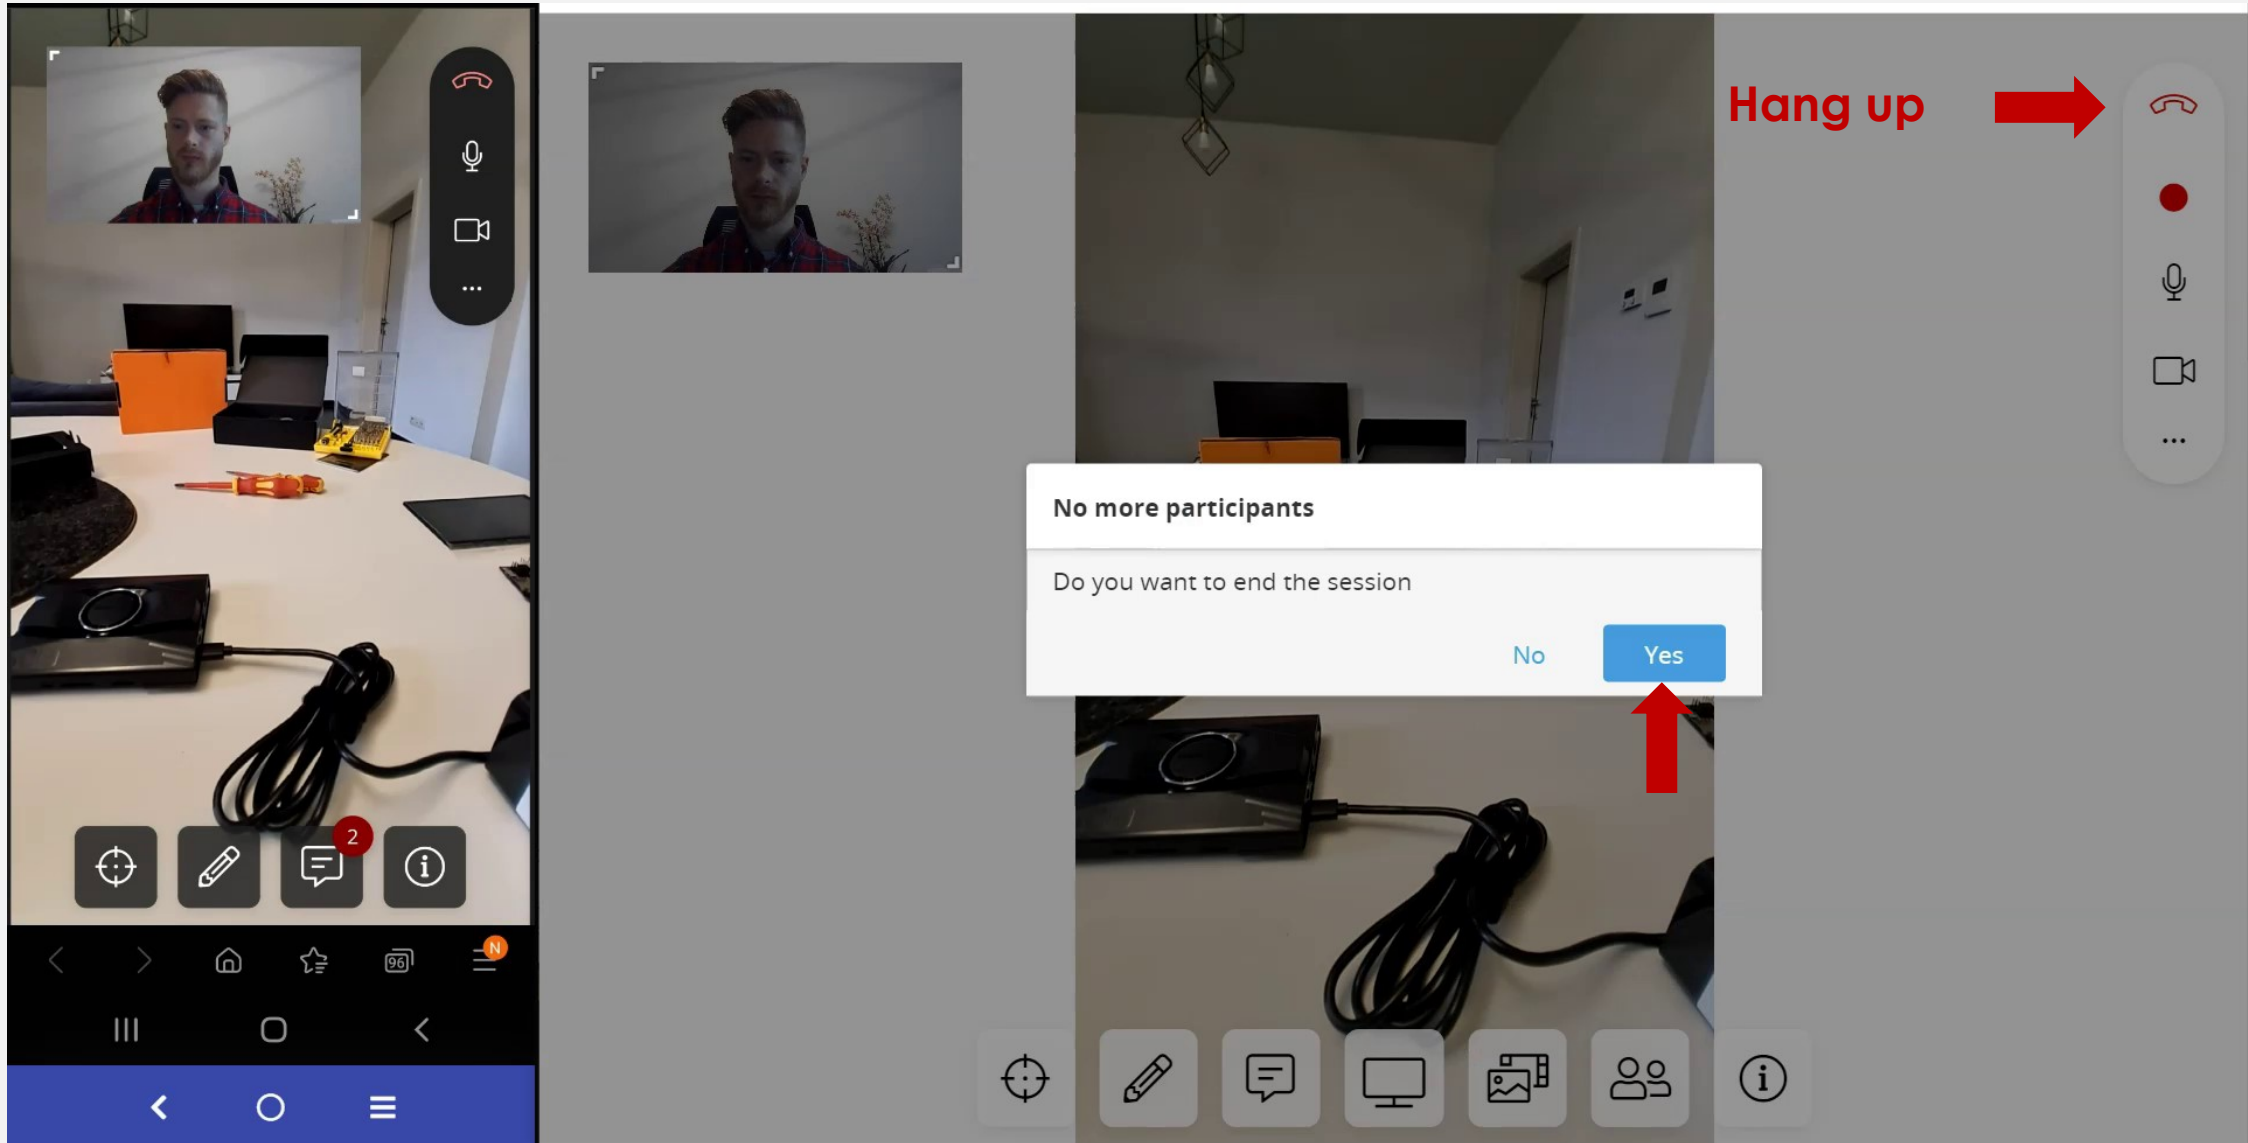 2
96
N
Hang up
No more participants
Do you want to end the session
No
Yes